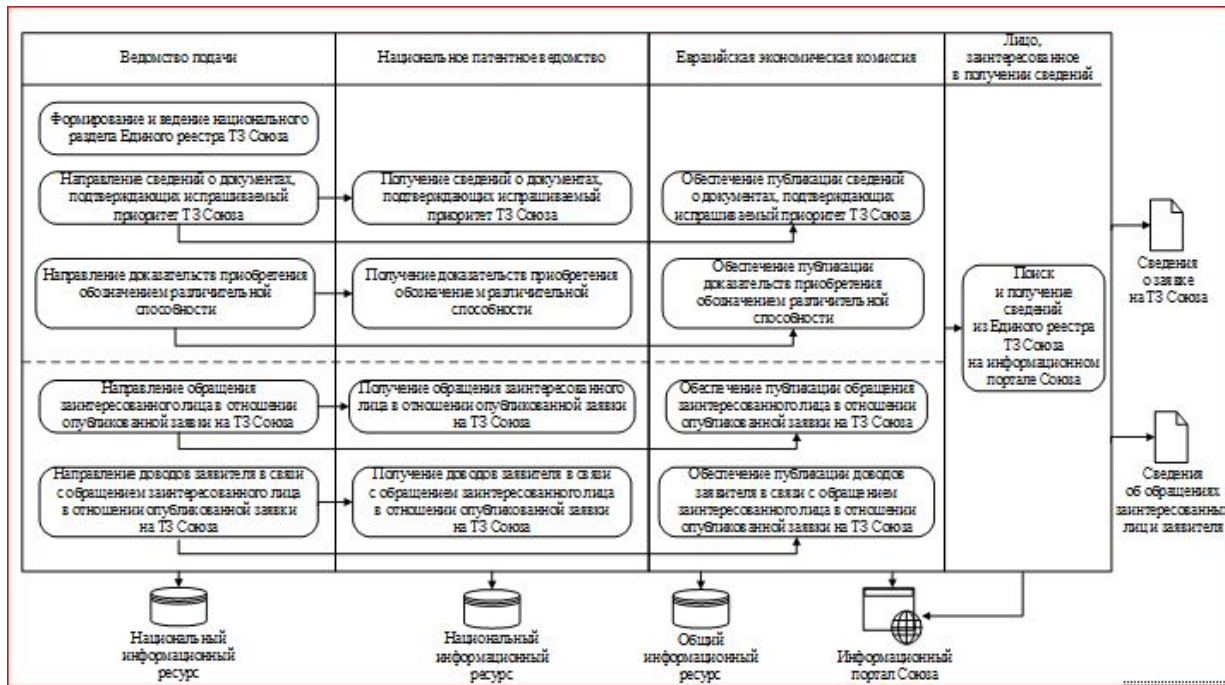 Ведомство подачи
Национальное патентное ведомство
Евразийская экономическая комиссия
Лицо,
заинтересованное
в получении сведений
Формирование и ведение национального
раздела Единого реестра ТЗ Союза
Направление сведений о документах,
подтверждающих испрашиваемый
приоритет ТЗ Союза
Получение сведений о документах,
подтверждающих испрашиваемый
приоритет ТЗ Союза
Обеспечение публикации сведений
о документах, подтверждающих
испрашиваемый приоритет ТЗ Союза
Направление доказательств приобретения
обозначением различительной
способности
Получение доказательств приобретения
обозначением различительной
способности
Обеспечение публикации
доказательств приобретения
обозначением различительной
способности
Поиск
и получение
сведений
из Единого реестра
ТЗ Союза
на информационном
портале Союза
Сведения
о заявке
на ТЗ Союза
Направление обращения
заинтересованного лица в отношении
опубликованной заявки на ТЗ Союза
Получение обращения заинтересованного
лица в отношении опубликованной заявки
на ТЗ Союза
Обеспечение публикации обращения
заинтересованного лица в отношении
опубликованной заявки на ТЗ Союза
Направление доводов заявителя в связи
с обращением заинтересованного лица
в отношении опубликованной заявки
на ТЗ Союза
Получение доводов заявителя в связи
с обращением заинтересованного лица
в отношении опубликованной заявки
на ТЗ Союза
Обеспечение публикации доводов
заявителя в связи с обращением
заинтересованного лица в отношении
опубликованной заявки на ТЗ Союза
Сведения
об обращениях
заинтересованных
лиц и заявителя
Национальный
информационный
ресурс
Национальный
информационный
ресурс
Общий
информационный
ресурс
Информационный
портал Союза